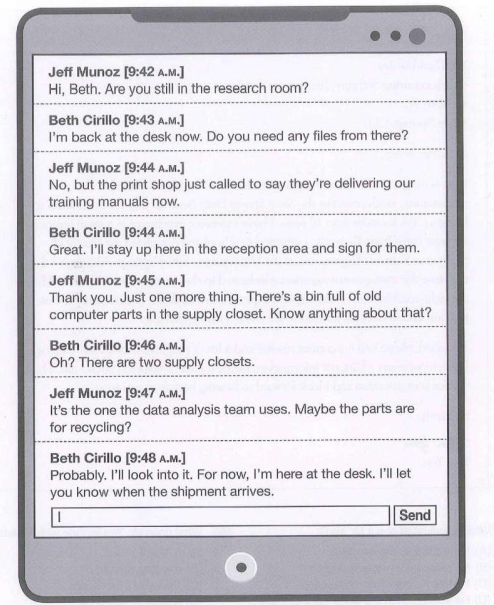 Jeff Munoz [9:42 A.M.]
Hi, Beth. Are you still in the research room?
Beth Cirillo [9:43 A.M.]
I'm back at the desk now. Do you need any files from there?
Jeff Munoz [9:44 A.M.]
No, but the print shop just called to say they're delivering our
training manuals now.
Beth Cirillo [9:44 A.M.]
Great. I'll stay up here in the reception area and sign for them.
Jeff Munoz [9:45 A.M.]
Thank you. Just one more thing. There's a bin full of old
computer parts in the supply closet. Know anything about that?
Beth Cirillo [9:46 A.M.]
Oh? There are two supply closets.
Jeff Munoz [9:47 A.M.]
It's the one the data analysis team uses. Maybe the parts are
for recycling?
Beth Cirillo [9:48 A.M.]
Probably. I'll look into it. For now, I'm here at the desk. I'll let
you know when the shipment arrives.
Send